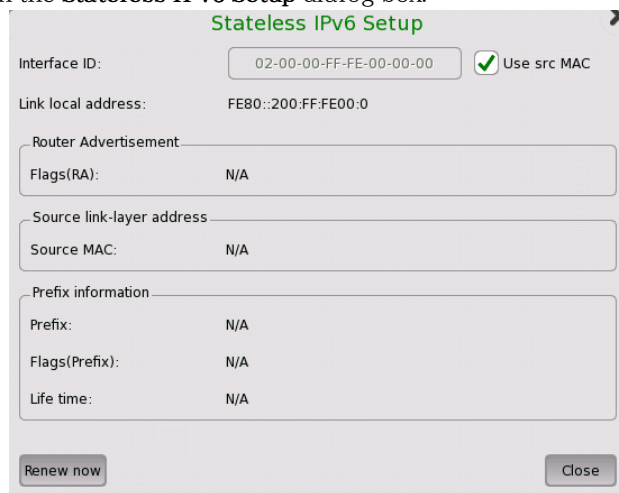 the Stateless IPv6 Setup dialog box.
Stateless IPv6 Setup
Interface ID: 02-00-00-FF-FE-00-00-00 Use src MAC
Link local address: FE80::200:FF:FE00:0
Router Advertisement
Flags(RA): N/A
Source link-layer address
Source MAC: N/A
Prefix information
Prefix: N/A
Flags(Prefix): N/A
Life time: N/A
Renew now Close